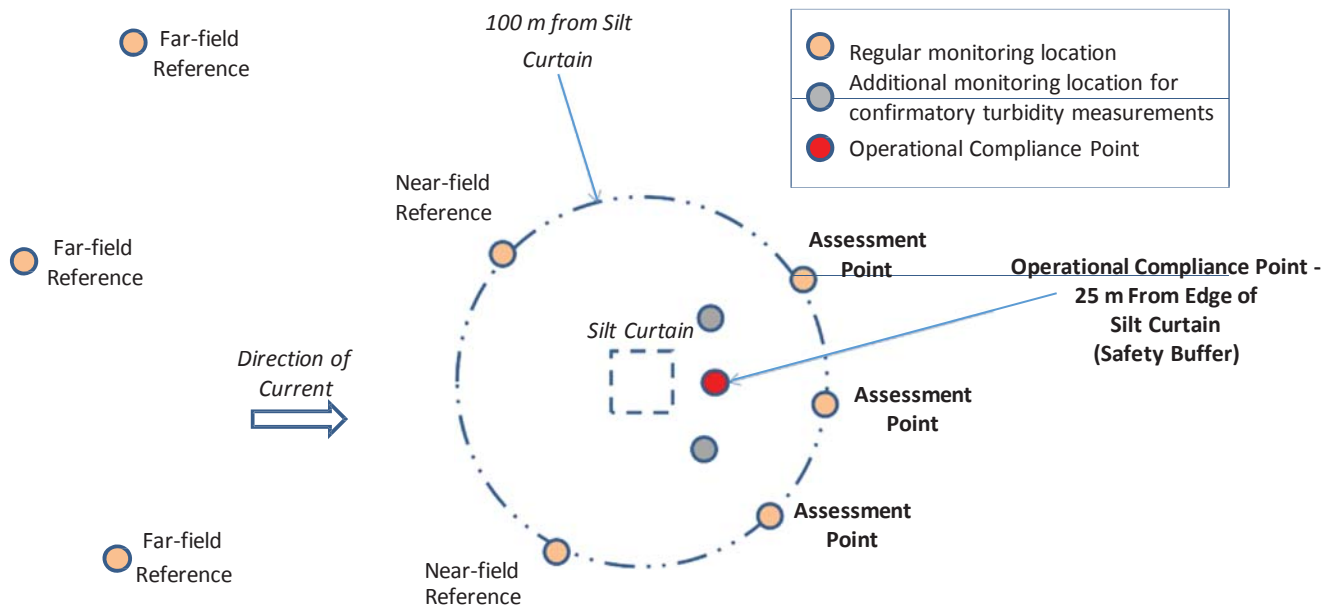 100 m from Silt
Curtain
Far-field
Reference
Regular monitoring location
Additional monitoring location for
confirmatory turbidity measurements
Operational Compliance Point
Near-field
Reference
Far-field
Reference
Assessment
Point
Operational Compliance Point -
25 m From Edge of
Silt Curtain
(Safety Buffer)
Silt Curtain
Direction of
Current
Assessment
Point
Assessment
Point
Far-field
Reference
Near-field
Reference